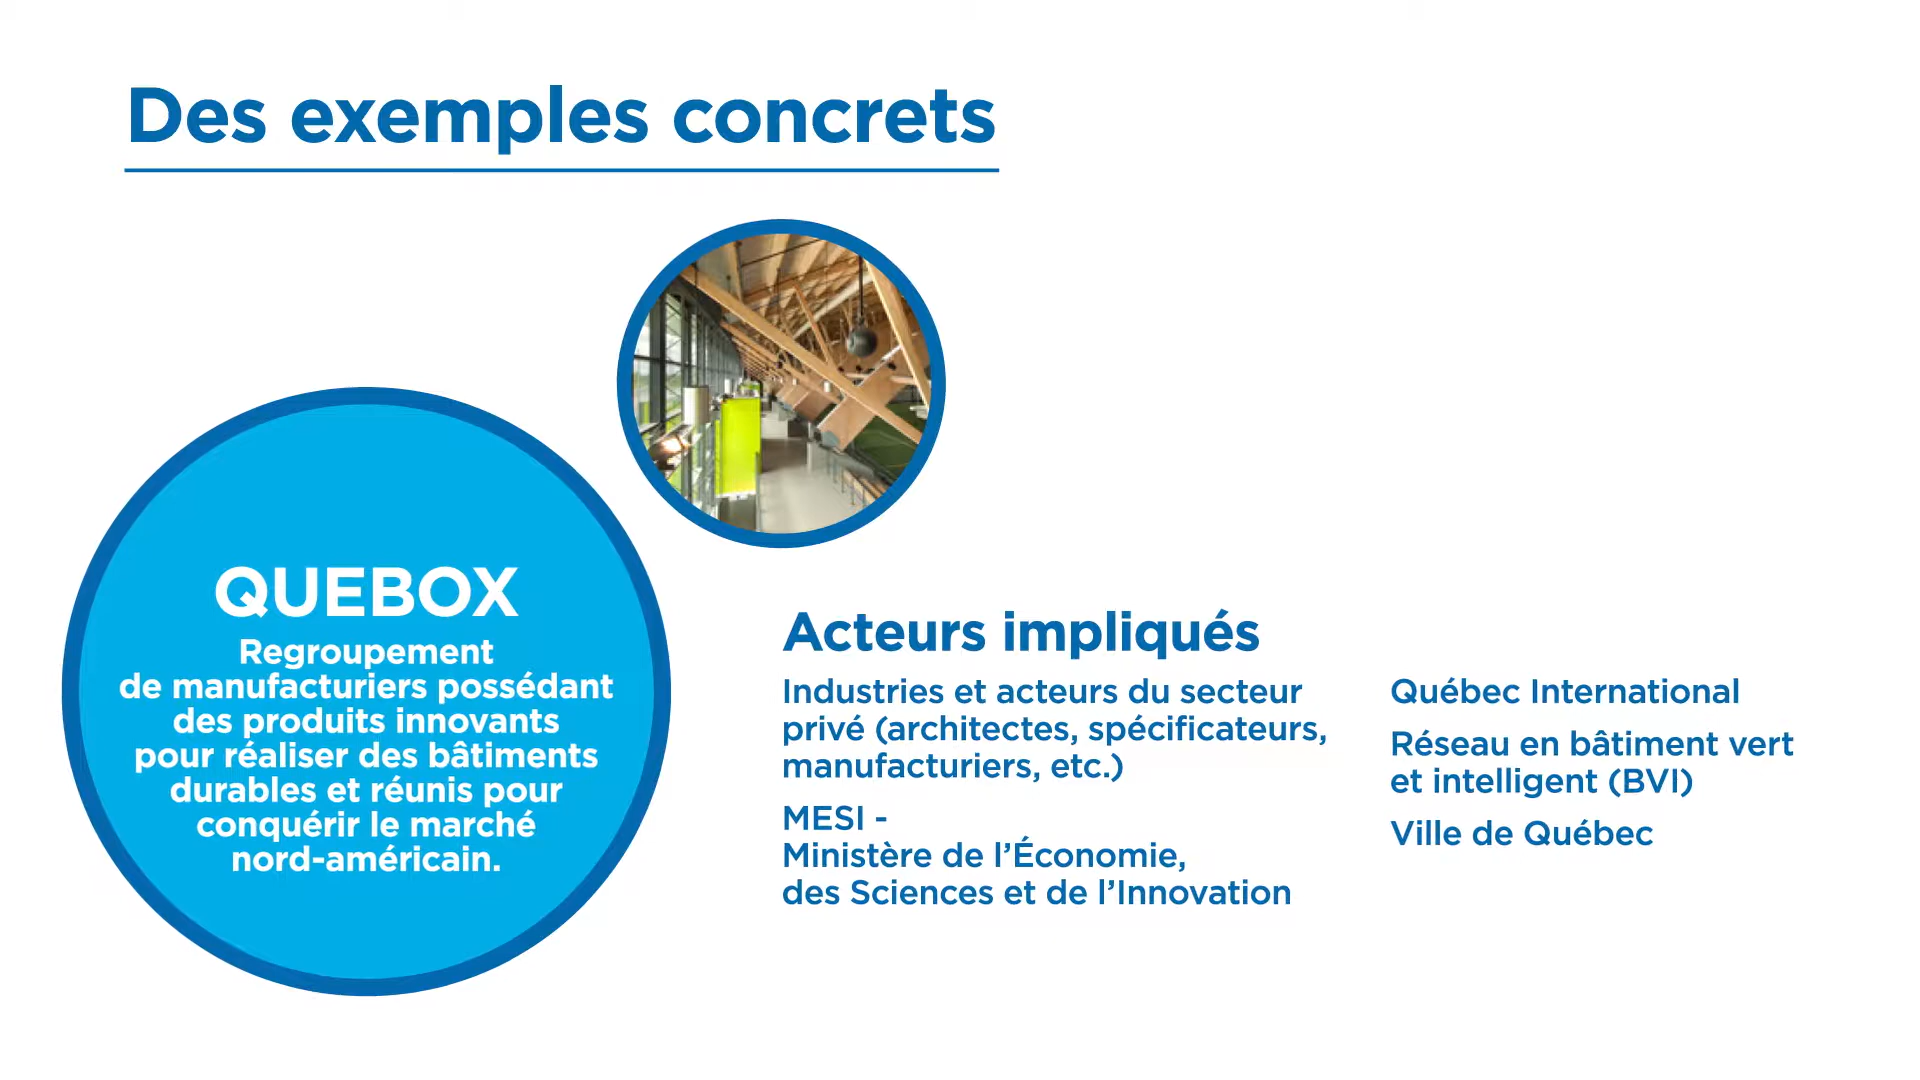 Des exemples concrets
QUEBOX
Regroupement
de manufacturiers possédant
des produits innovants
pour réaliser des bâtiments
durables et réunis pour
conquérir le marché
nord-américain.
Acteurs impliqués
Industries et acteurs du secteur
privé (architectes, spécificateurs,
manufacturiers, etc.)
MESI -
Ministère de l’Économie,
des Sciences et de l’Innovation
Québec International
Réseau en bâtiment vert
et intelligent (BVI)
Ville de Québec